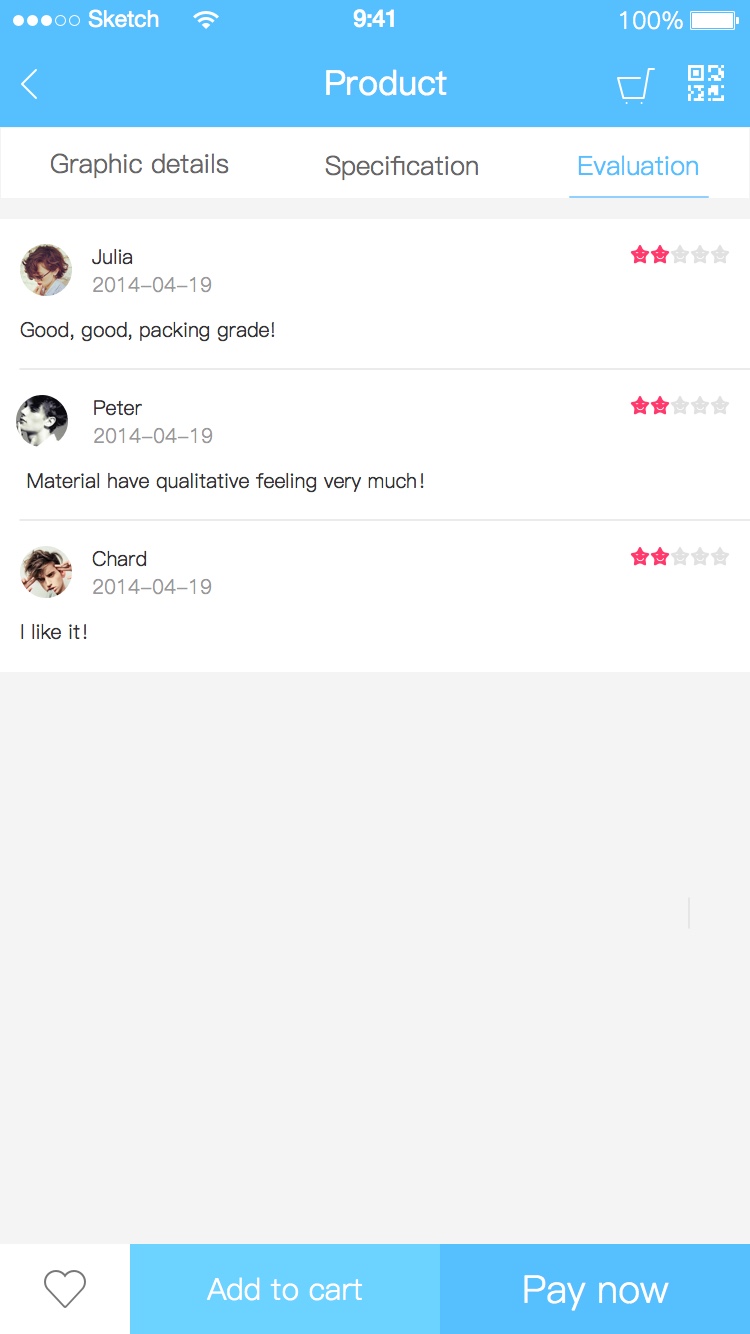 Sketch 9:41 100%
Product
Graphic details Specification Evaluation
Julia
2014-04-19
Good, good, packing grade!
Peter
2014-04-19
Material have qualitative feeling very much!
Chard
2014-04-19
I like it!
Add to cart Pay now